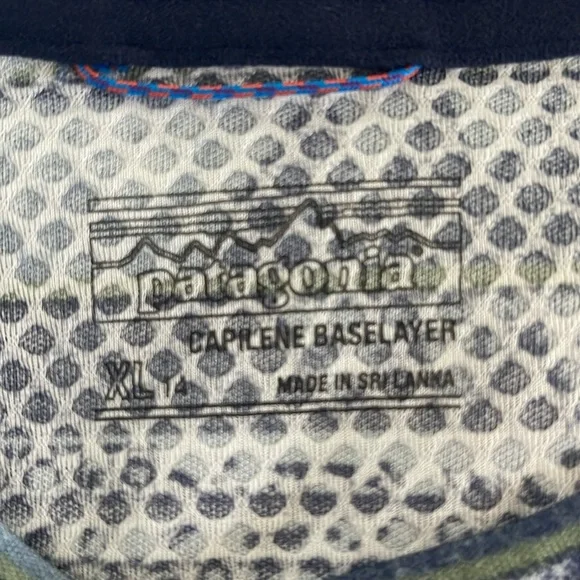 patagonia®
CAPILENE BASELAYER
XL 14
MADE IN SRI LANKA